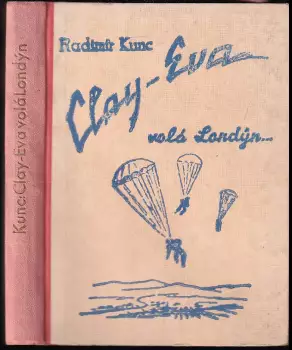 Kunc: Clay-Eva volá Londýn
Radimír Kunc
Clay-Eva
volá Londýn...